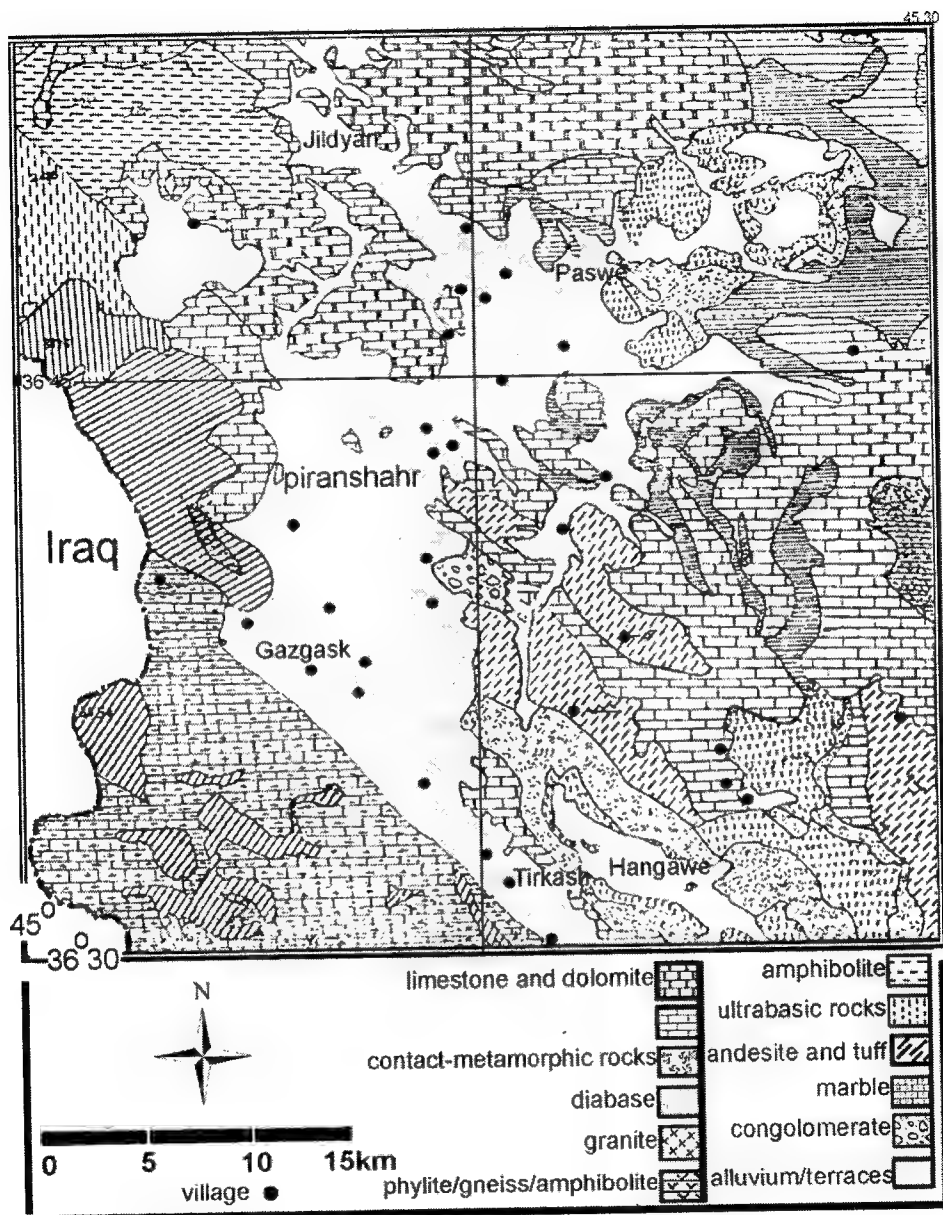 45 30
Jildyan
Paswe
36 45
piranshahr
Iraq
Gazgask
Tirkash
Hangawe
45°
36°30
N
0 5 10 15km
village
limestone and dolomite
contact-metamorphic rocks
diabase
granite
phylite/gneiss/amphibolite
amphibolite
ultrabasic rocks
andesite and tuff
marble
congolomerate
alluvium/terraces